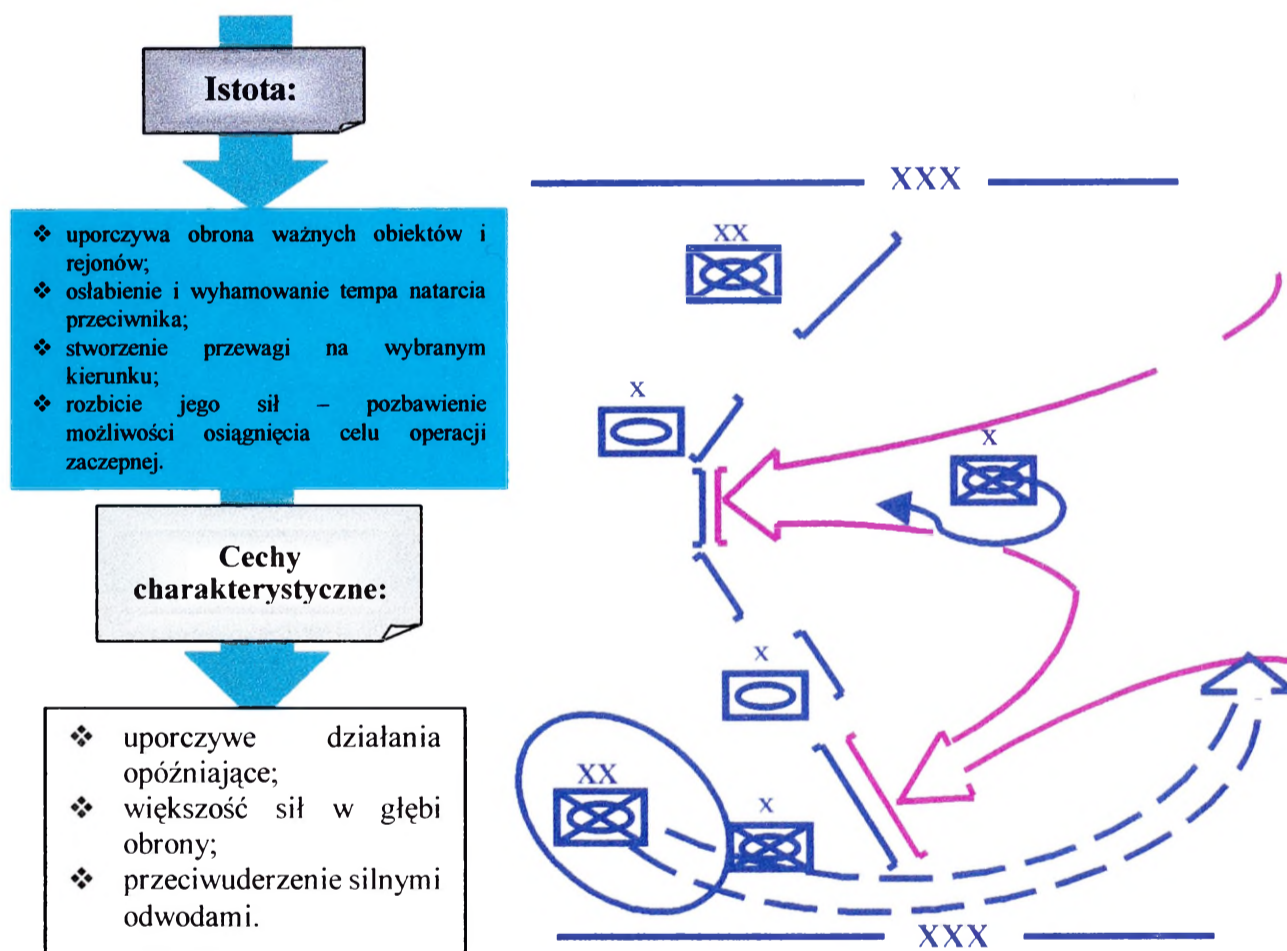 Istota:
❖ uporczywa obrona ważnych obiektów i
rejonów;
❖ osłabienie i wyhamowanie tempa natarcia
przeciwnika;
❖ stworzenie przewagi na wybranym
kierunku;
❖ rozbicie jego sił – pozbawienie
możliwości osiągnięcia celu operacji
zaczepnej.
Cechy
charakterystyczne:
❖ uporczywe działania
opóźniające;
❖ większość sił w głębi
obrony;
❖ przeciwuderzenie silnymi
odwodami.
XXX
XX
X
X
X
XX
X
XXX